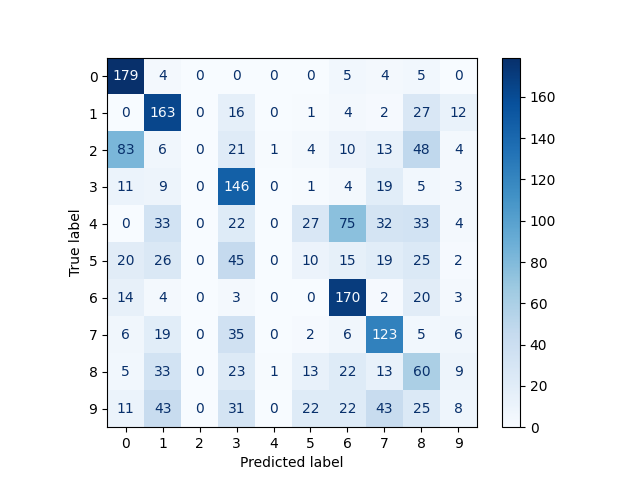 0 179 4 0 0 0 0 5 4 5 0
1 0 163 0 16 0 1 4 2 27 12
2 83 6 0 21 1 4 10 13 48 4
3 11 9 0 146 0 1 4 19 5 3
4 0 33 0 22 0 27 75 32 33 4
5 20 26 0 45 0 10 15 19 25 2
6 14 4 0 3 0 0 170 2 20 3
7 6 19 0 35 0 2 6 123 5 6
8 5 33 0 23 1 13 22 13 60 9
9 11 43 0 31 0 22 22 43 25 8
0 1 2 3 4 5 6 7 8 9
Predicted label
True label
160
140
120
100
80
60
40
20
0